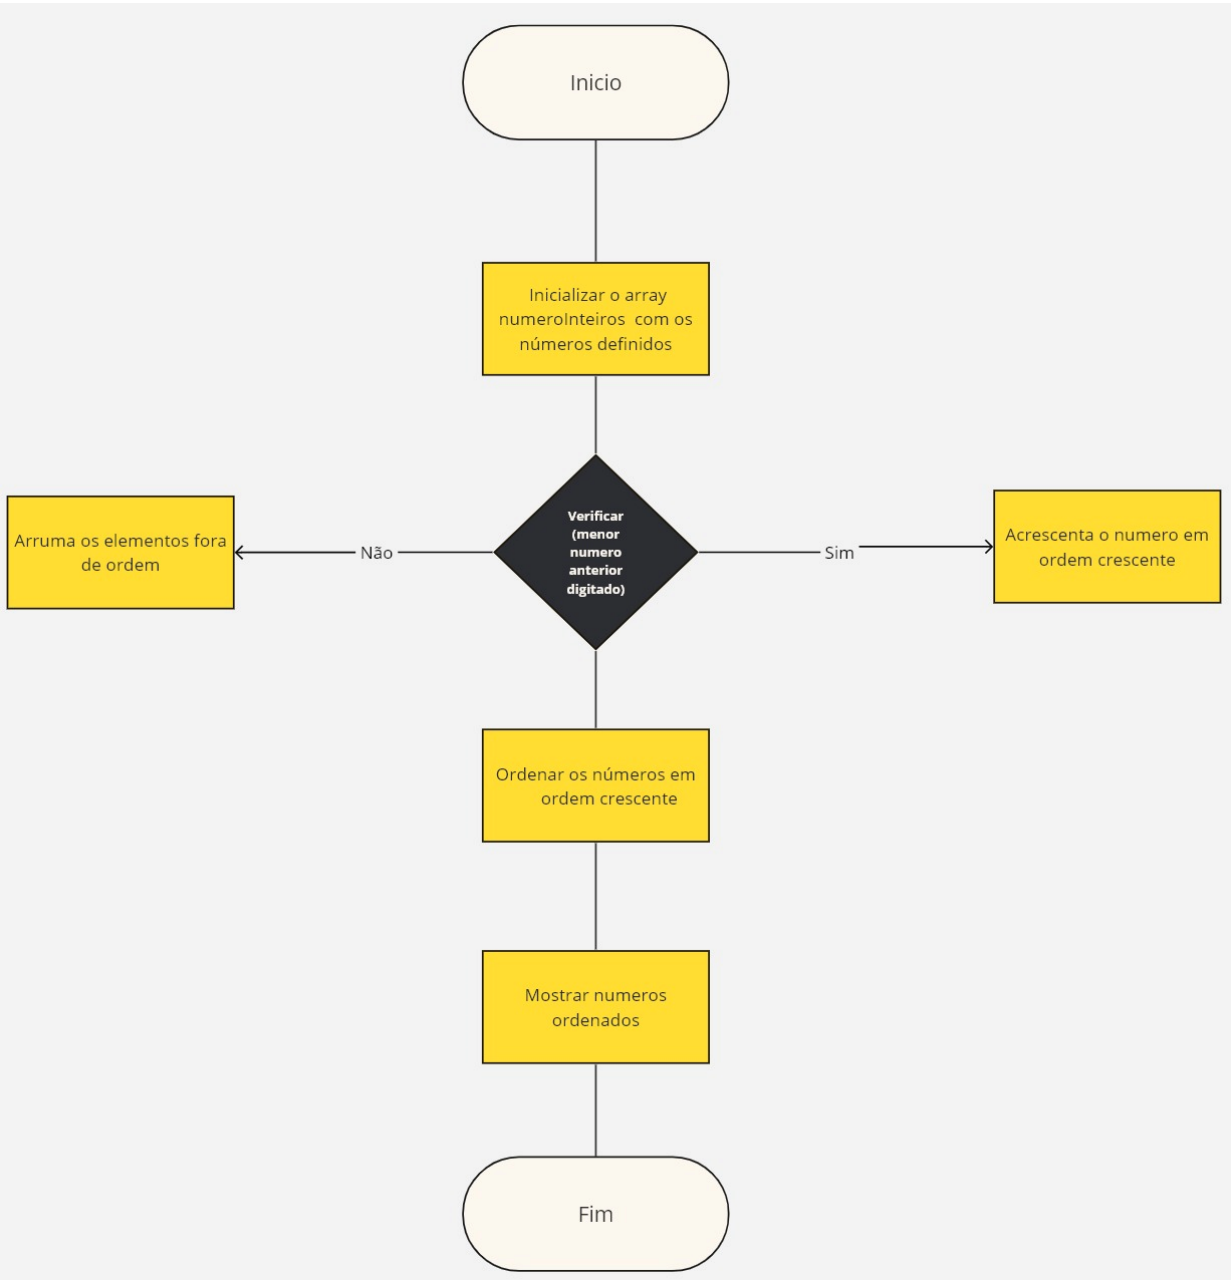 Inicio
Inicializar o array
numeroInteiros  com os
números definidos
Verificar
(menor
numero
anterior
digitado)
Não
Arruma os elementos fora
de ordem
Sim
Acrescenta o numero em
ordem crescente
Ordenar os números em
ordem crescente
Mostrar numeros
ordenados
Fim